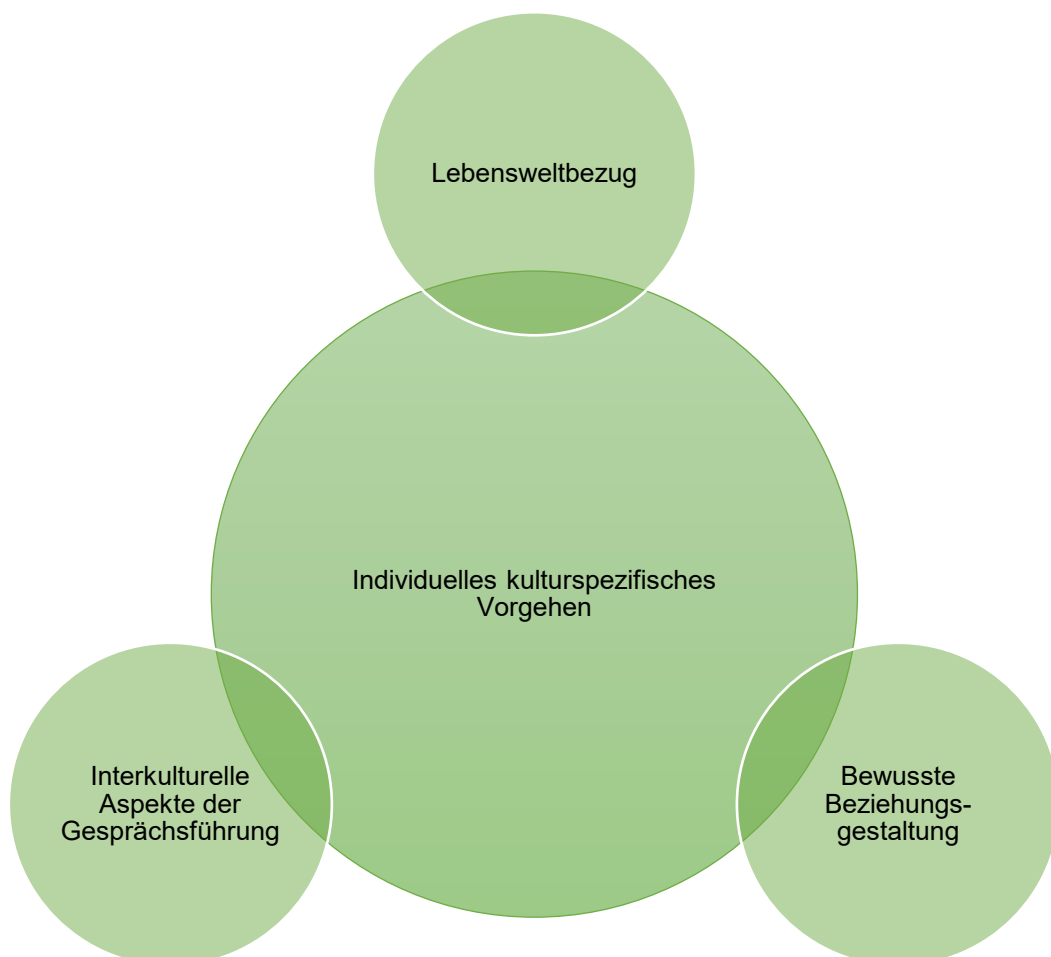 Lebensweltbezug
Individuelles kulturspezifisches
Vorgehen
Interkulturelle
Aspekte der
Gesprächsführung
Bewusste
Beziehungs-
gestaltung